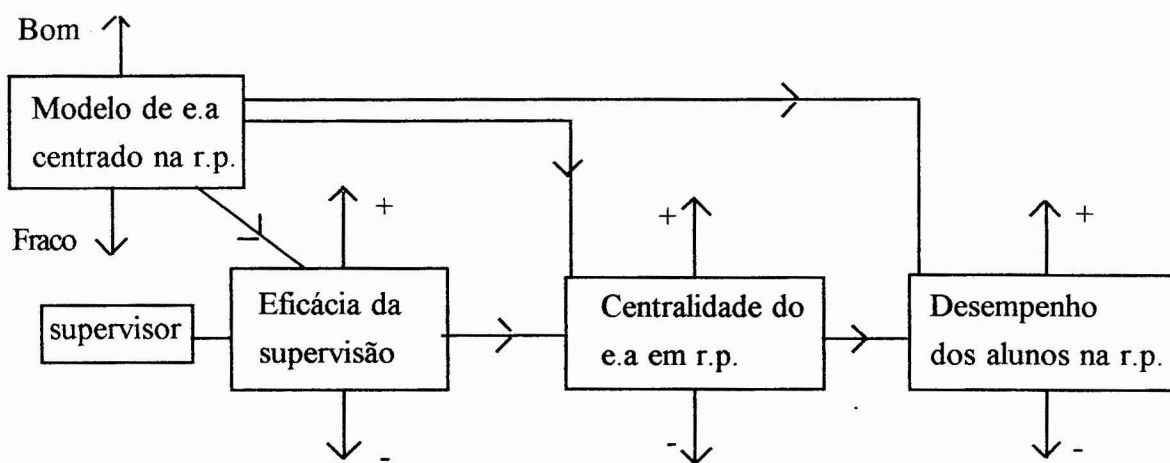 Bom
Modelo de e.a
centrado na r.p.
Fraco
+
+
+
supervisor
Eficácia da
supervisão
Centralidade do
e.a em r.p.
Desempenho
dos alunos na r.p.
-
-
-